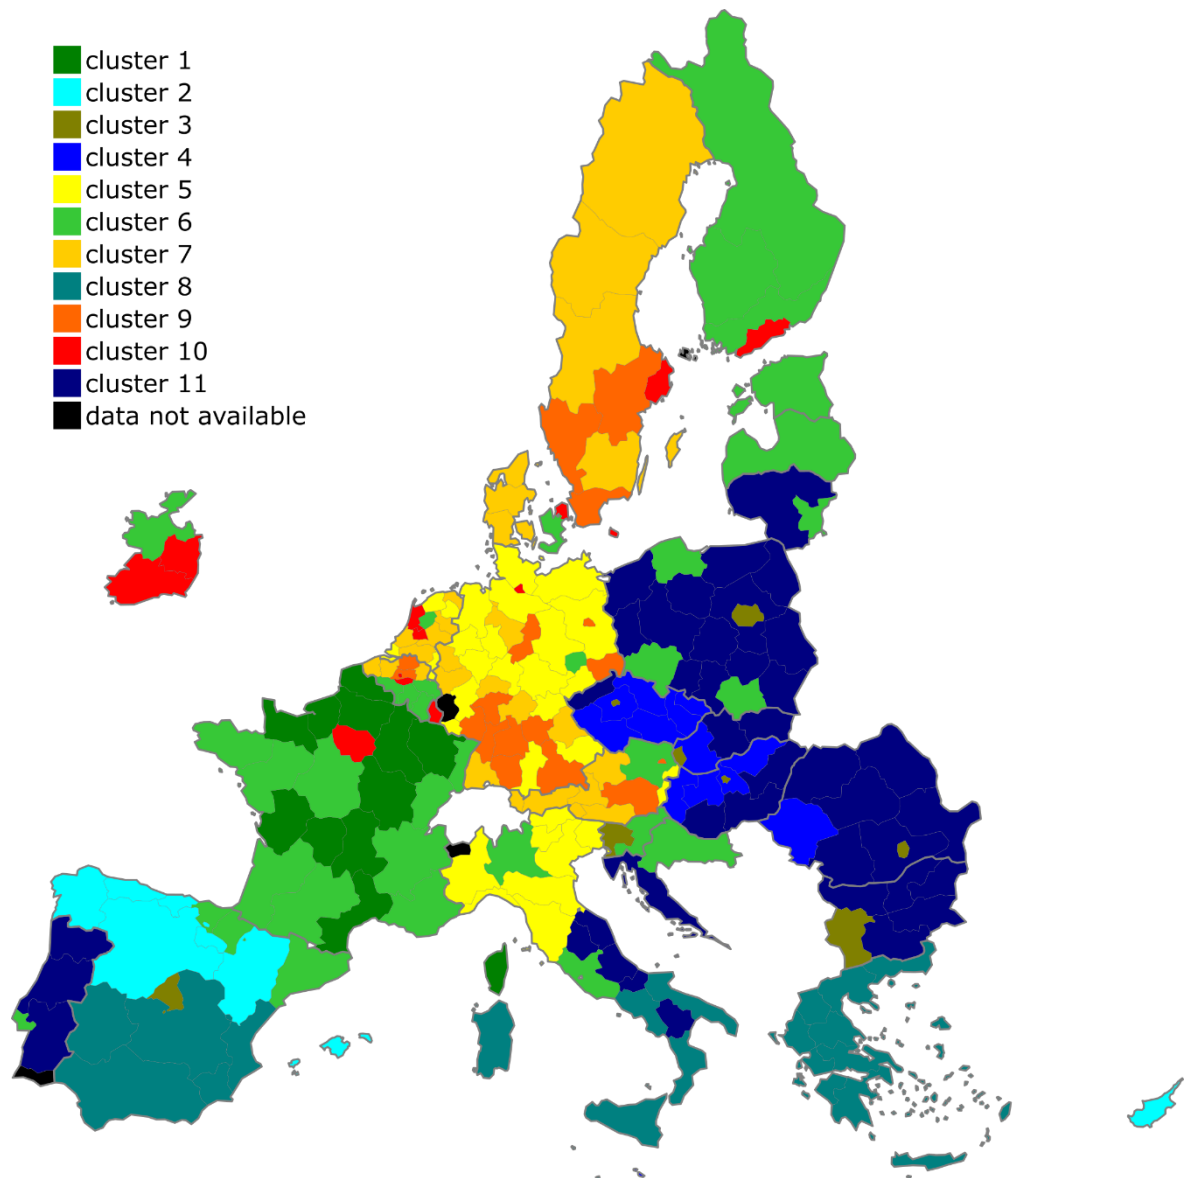 cluster 1
cluster 2
cluster 3
cluster 4
cluster 5
cluster 6
cluster 7
cluster 8
cluster 9
cluster 10
cluster 11
data not available